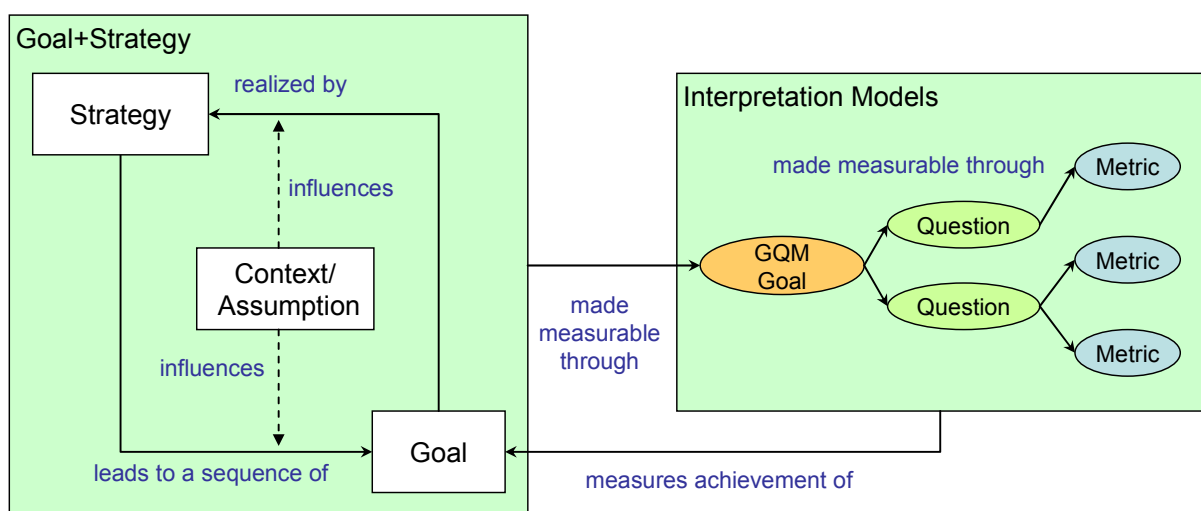 Goal+Strategy
realized by
Strategy
influences
Context/
Assumption
influences
Goal
leads to a sequence of
made
measurable
through
Interpretation Models
made measurable through
Metric
Question
GQM
Goal
Metric
Question
Metric
measures achievement of